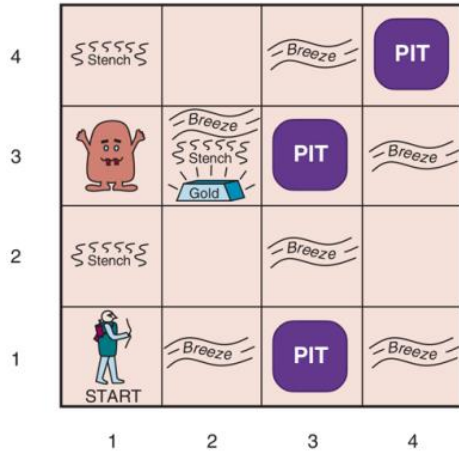 4
Stench
Breeze
PIT
3
Breeze
Stench
Gold
PIT
Breeze
2
Stench
Breeze
1
START
Breeze
PIT
Breeze
1 2 3 4